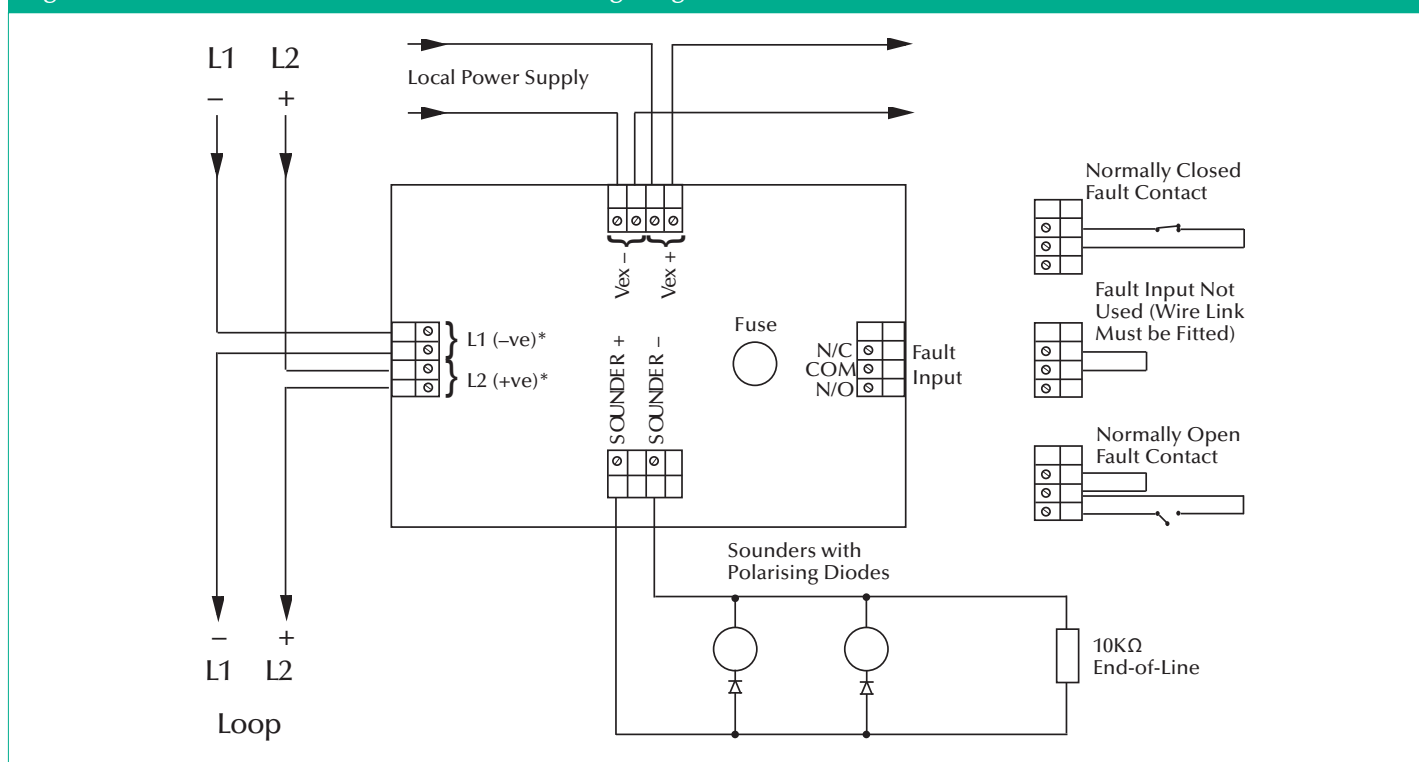 L1 L2
– +
Local Power Supply
Vex –
Vex +
L1 (–ve)*
L2 (+ve)*
SOUNDER +
SOUNDER –
Fuse
N/C
COM
N/O
Fault
Input
Normally Closed
Fault Contact
Fault Input Not
Used (Wire Link
Must be Fitted)
Normally Open
Fault Contact
Sounders with
Polarising Diodes
10KΩ
End-of-Line
– +
L1 L2
Loop